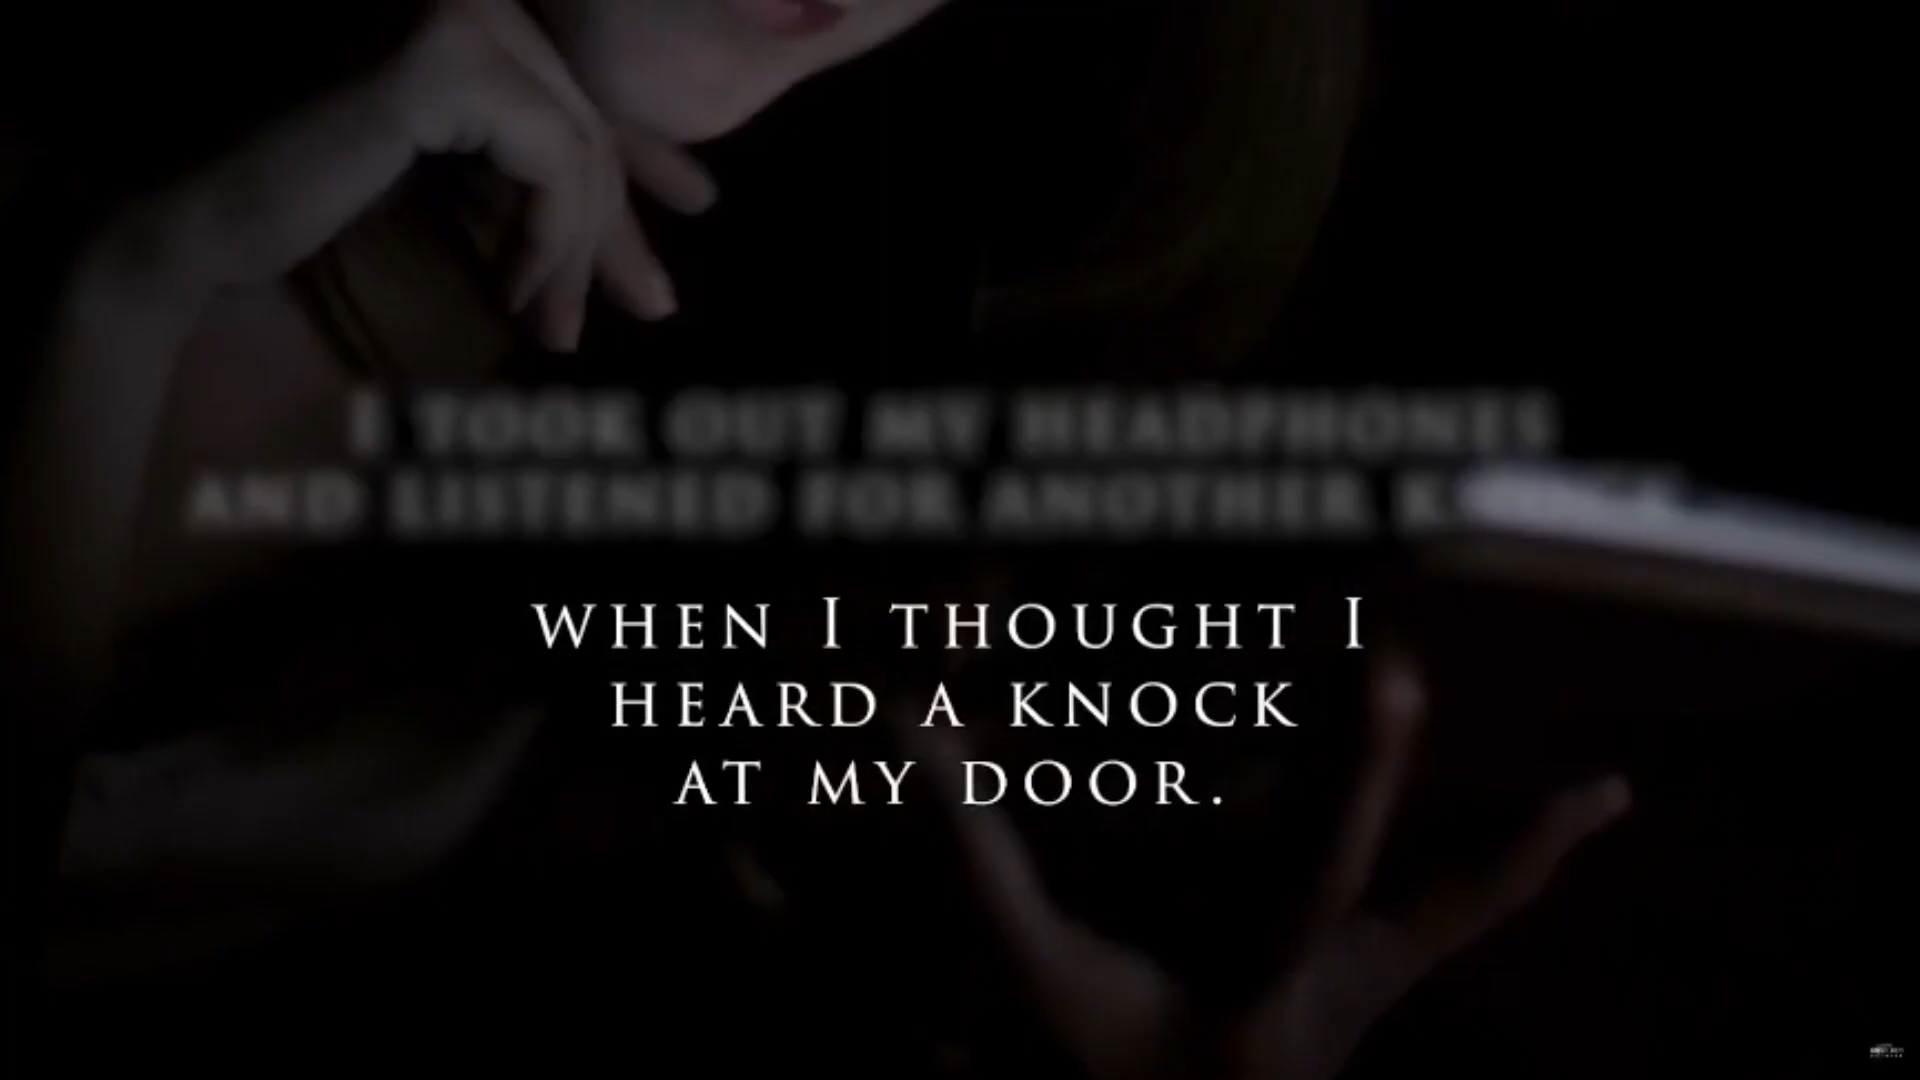 I TOOK OUT MY HEADPHONES
AND LISTENED FOR ANOTHER
WHEN I THOUGHT I
HEARD A KNOCK
AT MY DOOR.